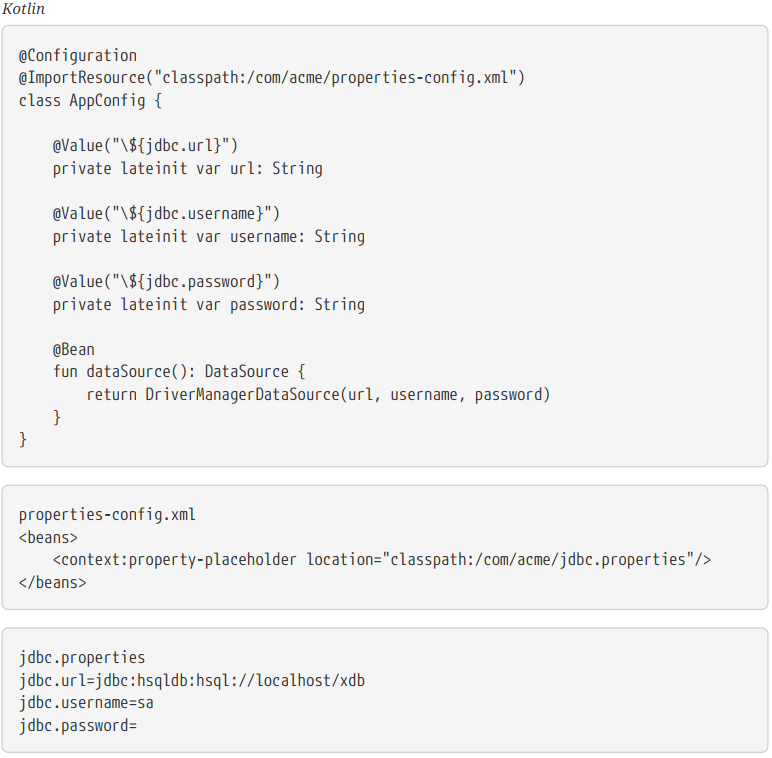 Kotlin
@Configuration
@ImportResource("classpath:/com/acme/properties-config.xml")
class AppConfig {
    @Value("\${jdbc.url}")
    private lateinit var url: String
    @Value("\${jdbc.username}")
    private lateinit var username: String
    @Value("\${jdbc.password}")
    private lateinit var password: String
    @Bean
    fun dataSource(): DataSource {
        return DriverManagerDataSource(url, username, password)
    }
}
properties-config.xml
<beans>
    <context:property-placeholder location="classpath:/com/acme/jdbc.properties"/>
</beans>
jdbc.properties
jdbc.url=jdbc:hsqldb:hsql://localhost/xdb
jdbc.username=sa
jdbc.password=